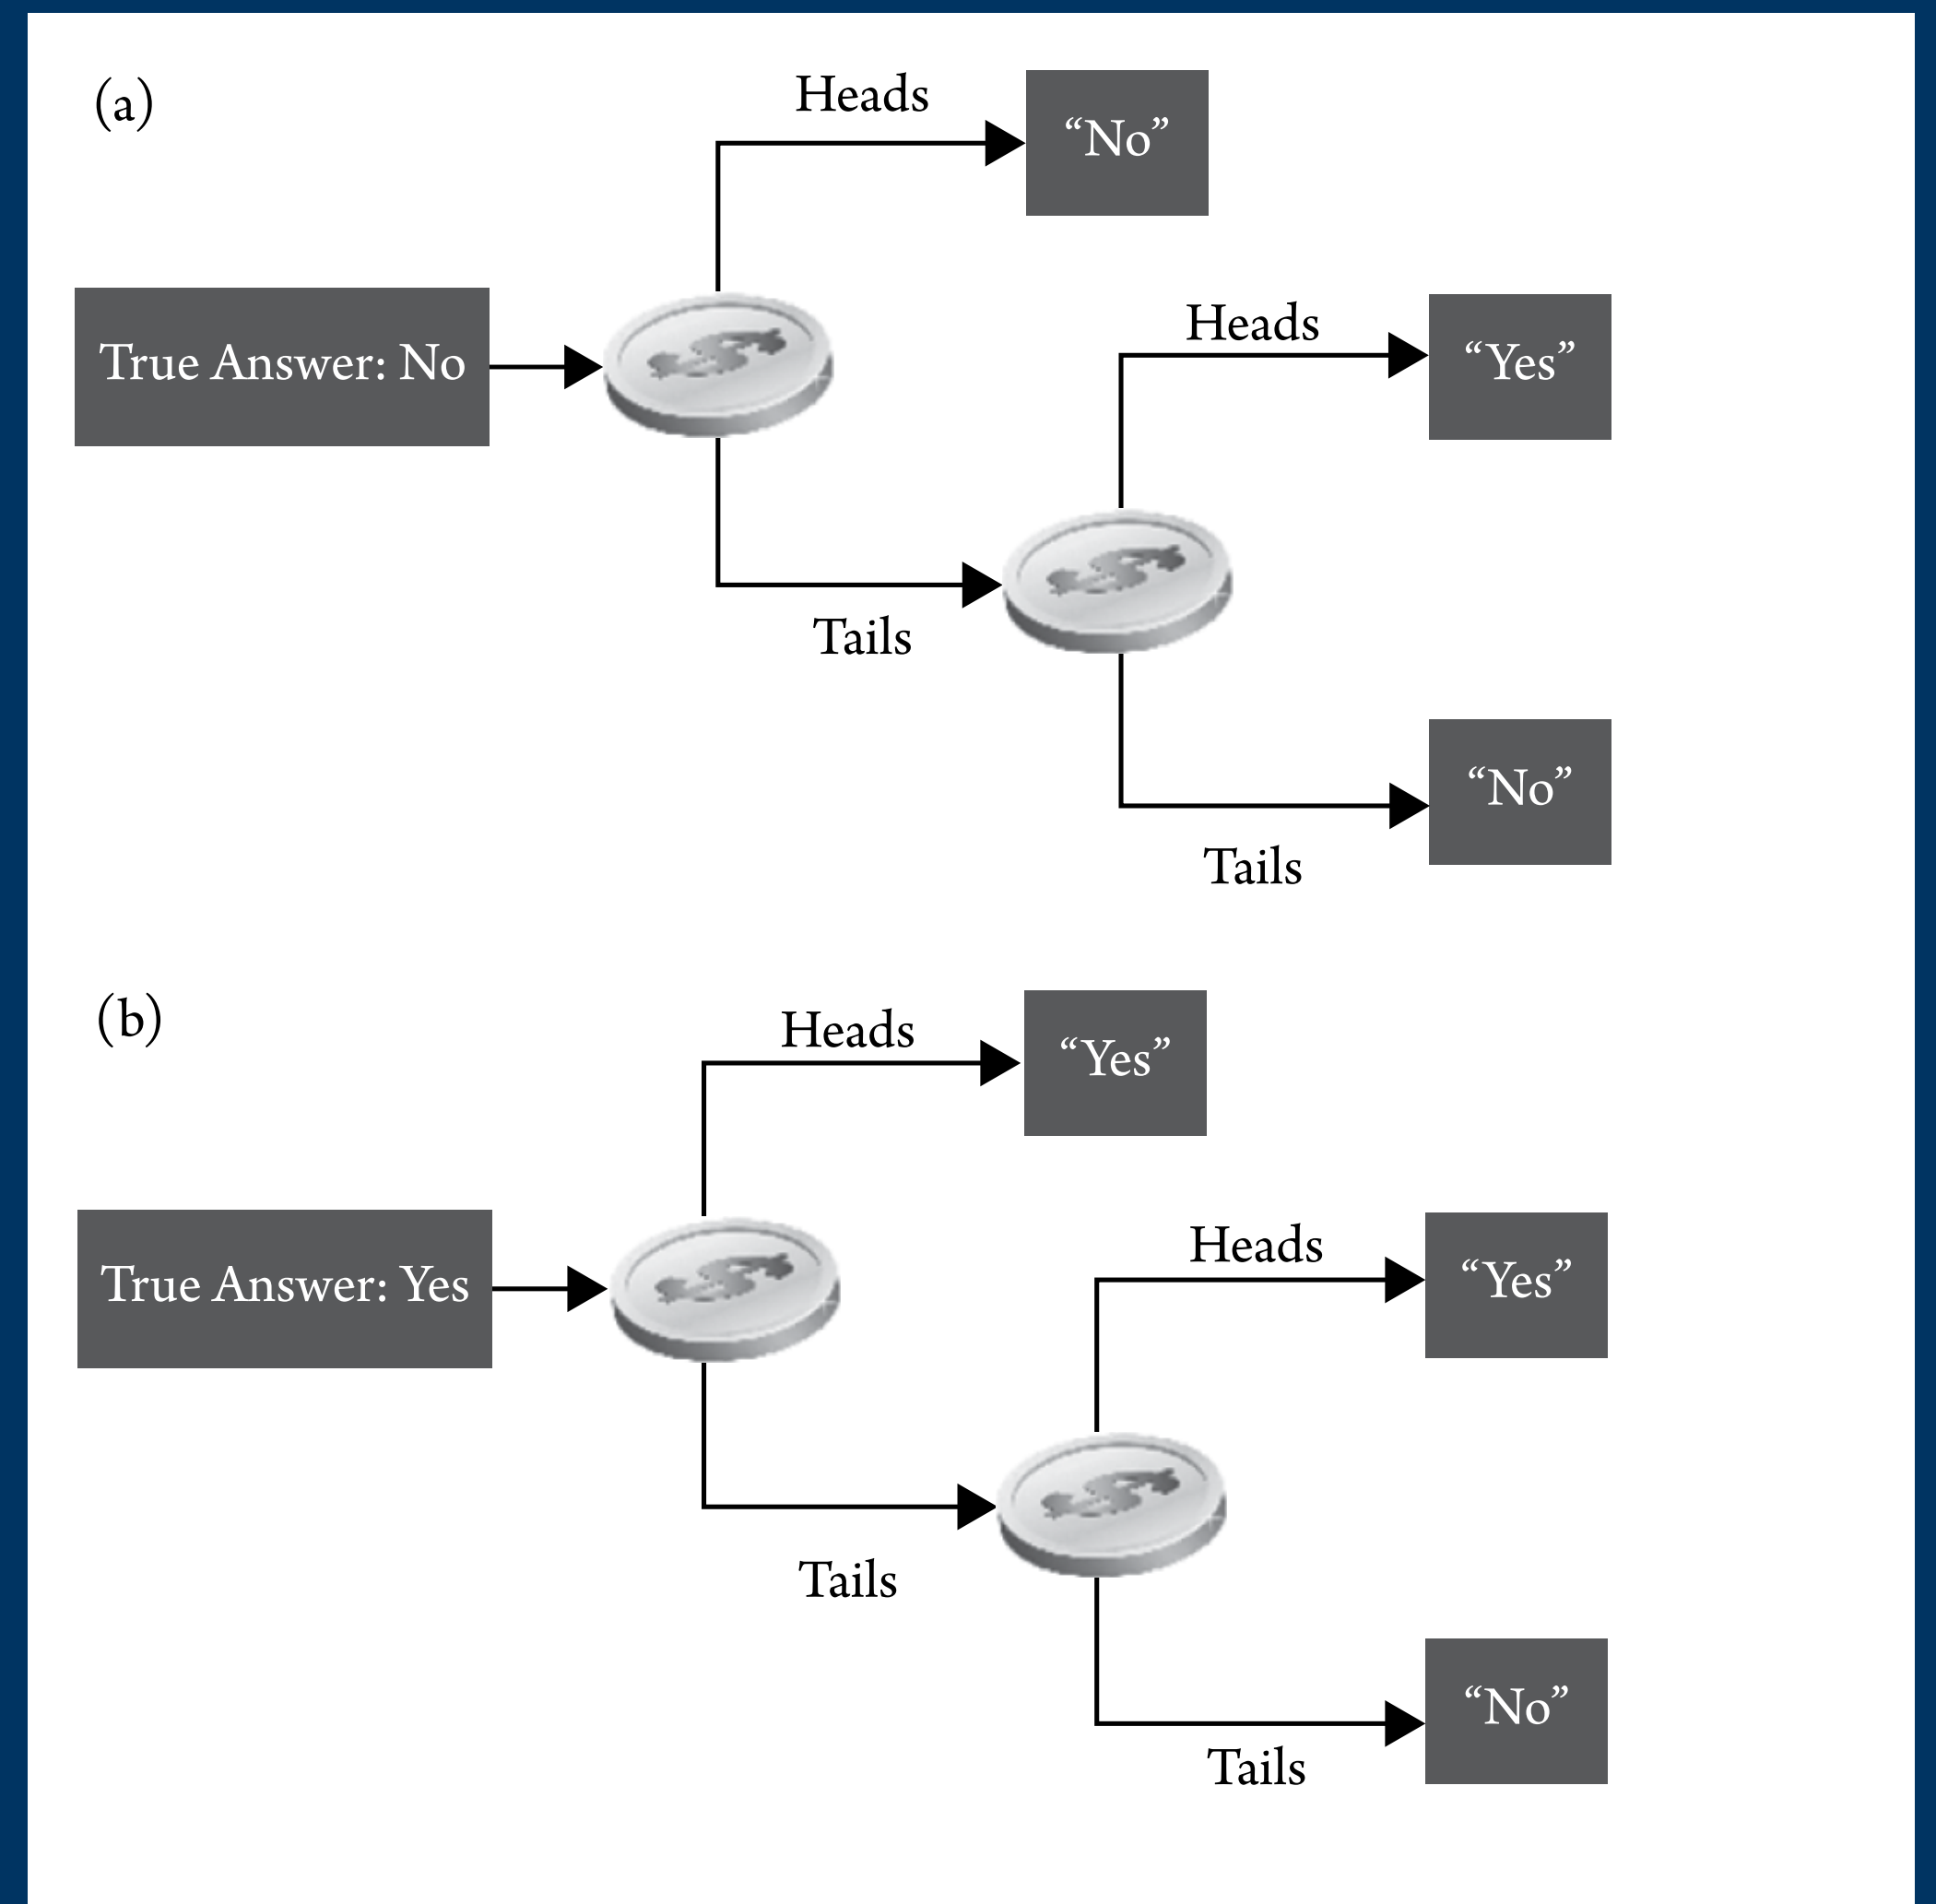 (a)
Heads
“No”
True Answer: No
Heads
“Yes”
Tails
“No”
Tails
(b)
Heads
“Yes”
True Answer: Yes
Heads
“Yes”
Tails
“No”
Tails